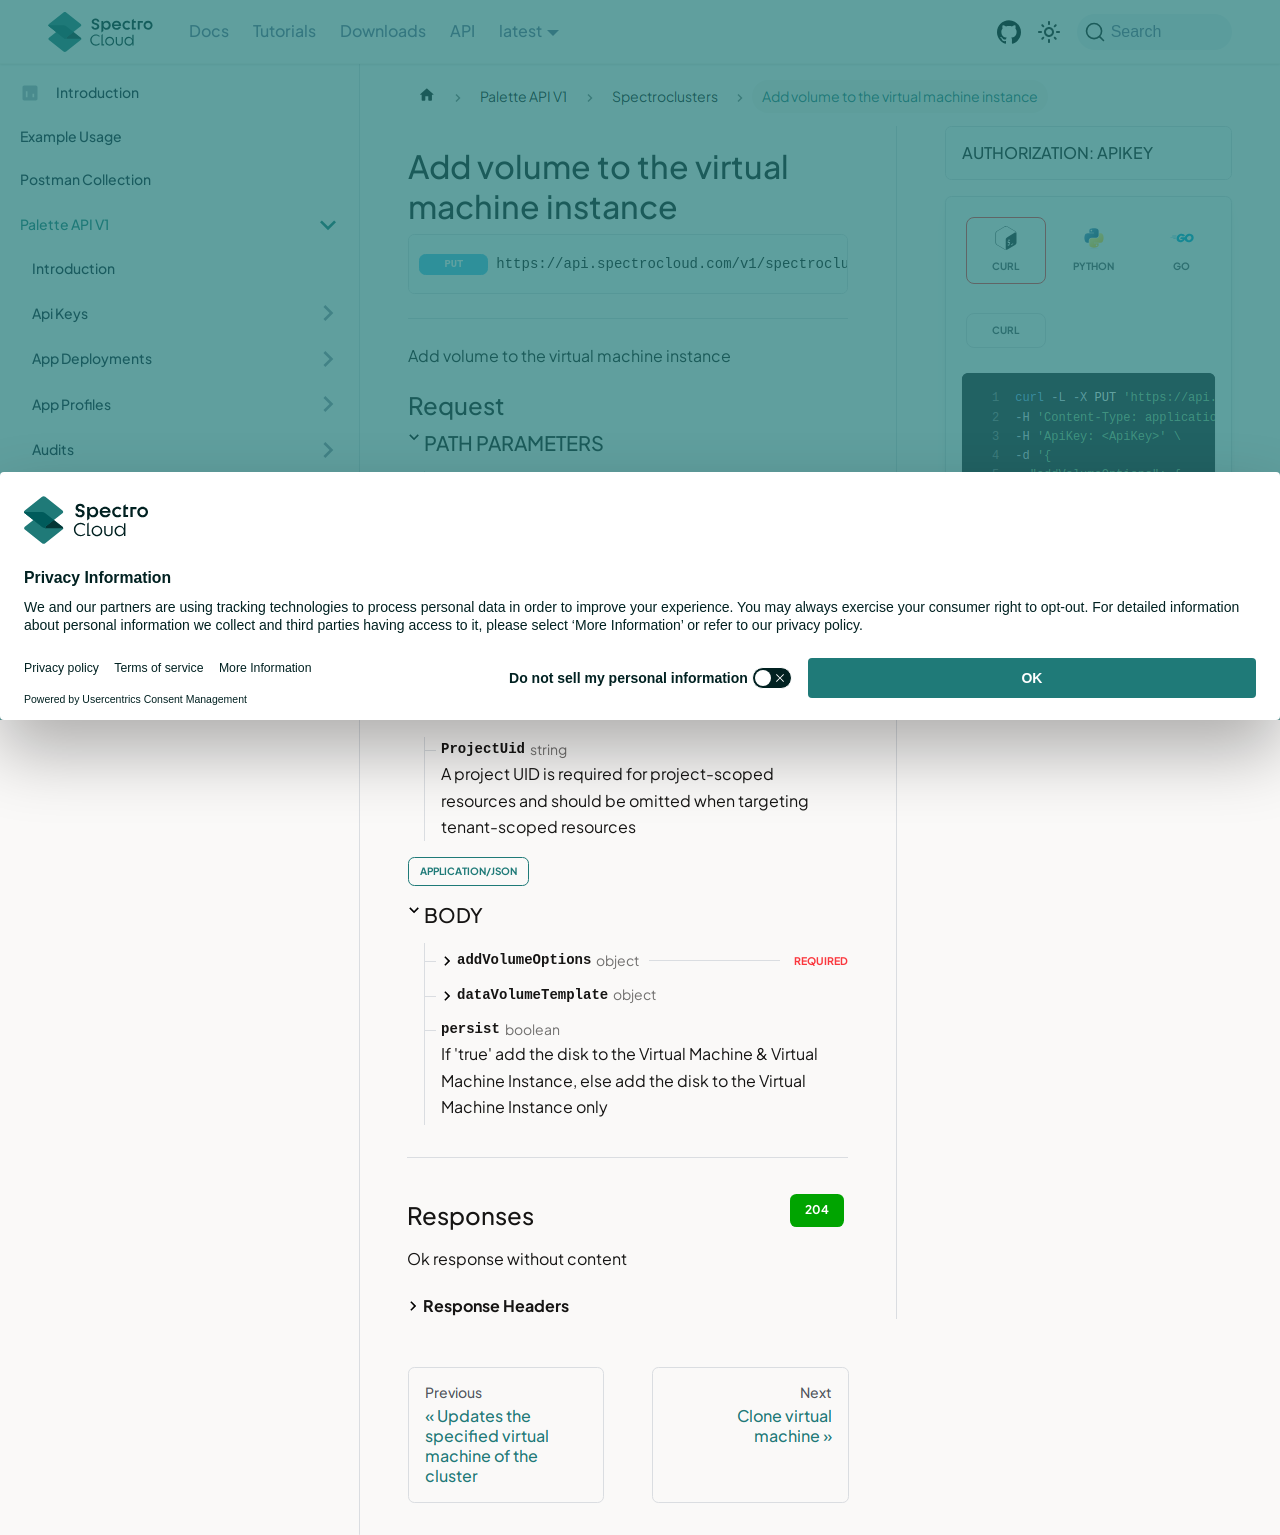 Spectro
Cloud
Docs
Tutorials
Downloads
API
latest
Search
Introduction
Example Usage
Postman Collection
Palette API V1
Introduction
Api Keys
App Deployments
App Profiles
Audits
Palette API V1
Spectroclusters
Add volume to the virtual machine instance
Add volume to the virtual
machine instance
PUT https://api.spectrocloud.com/v1/spectroclu
Add volume to the virtual machine instance
Request
PATH PARAMETERS
AUTHORIZATION: APIKEY
CURL
PYTHON
GO
CURL
1 curl -L -X PUT 'https://api.
2 -H 'Content-Type: applicatio
3 -H 'ApiKey: <ApiKey>' \
4 -d '{
Spectro
Cloud
Privacy Information
We and our partners are using tracking technologies to process personal data in order to improve your experience. You may always exercise your consumer right to opt-out. For detailed information
about personal information we collect and third parties having access to it, please select ‘More Information’ or refer to our privacy policy.
Privacy policy
Terms of service
More Information
Powered by Usercentrics Consent Management
Do not sell my personal information
OK
ProjectUid string
A project UID is required for project-scoped
resources and should be omitted when targeting
tenant-scoped resources
APPLICATION/JSON
BODY
addVolumeOptions object REQUIRED
dataVolumeTemplate object
persist boolean
If 'true' add the disk to the Virtual Machine & Virtual
Machine Instance, else add the disk to the Virtual
Machine Instance only
Responses
204
Ok response without content
Response Headers
Previous
« Updates the
specified virtual
machine of the
cluster
Next
Clone virtual
machine »